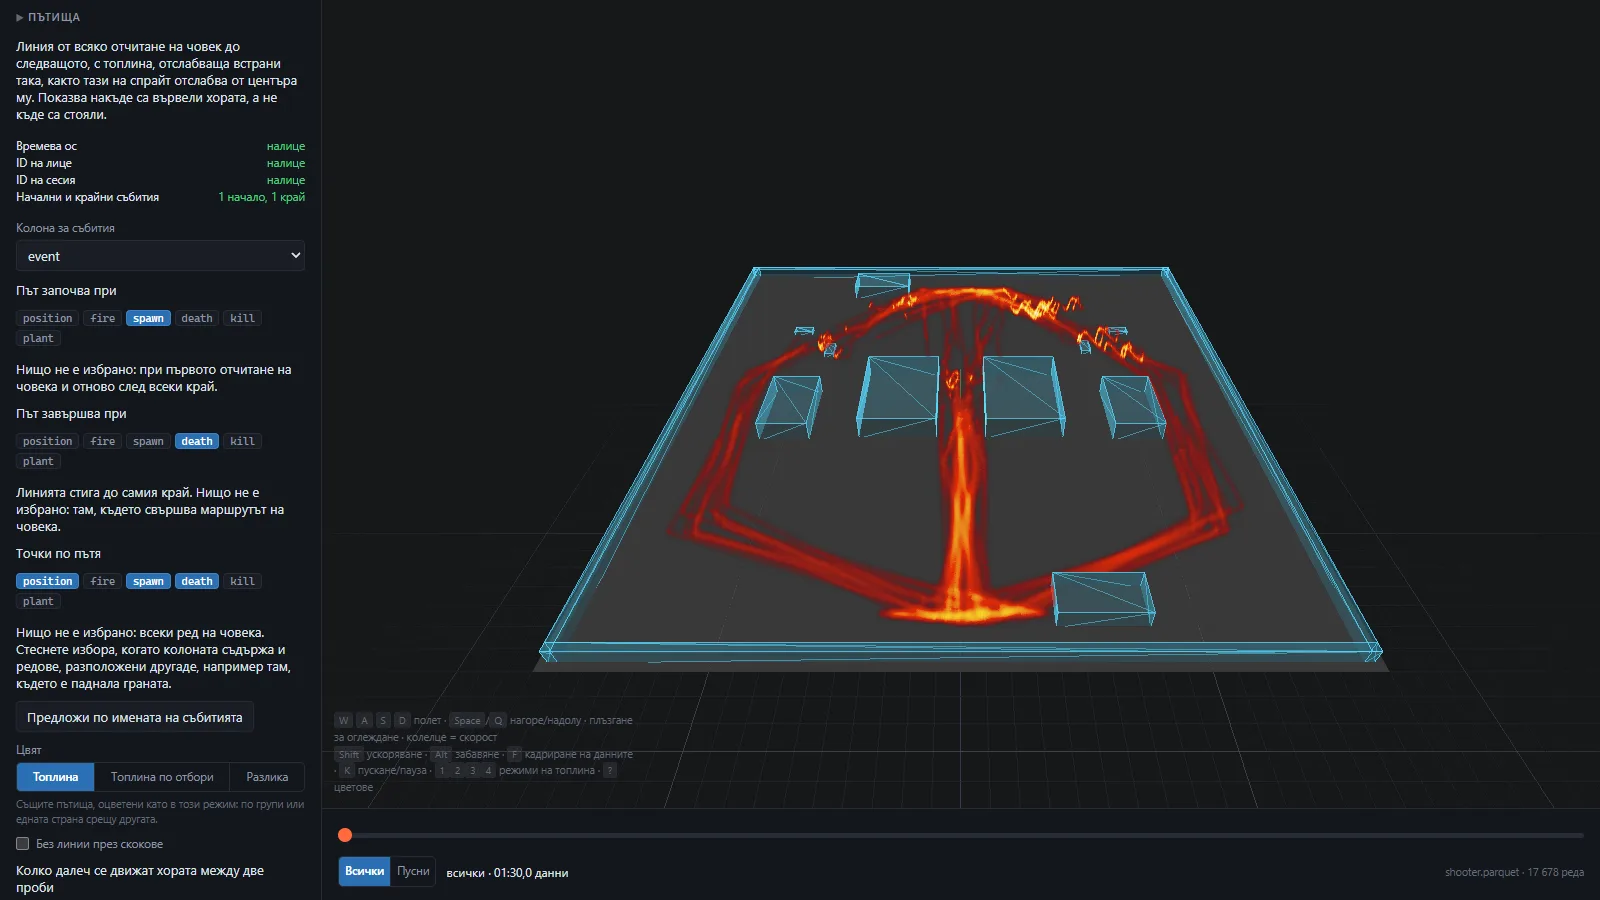 ▶ ПЪТИЩА
Линия от всяко отчитане на човек до
следващото, с топлина, отслабваща встрани
така, както тази на спрайт отслабва от центъра
му. Показва накъде са вървели хората, а не
къде са стояли.
Времева ос налице
ID на лице налице
ID на сесия налице
Начални и крайни събития 1 начало, 1 край
Колона за събития
event
Път започва при
position fire spawn death kill
plant
Нищо не е избрано: при първото отчитане на
човека и отново след всеки край.
Път завършва при
position fire spawn death kill
plant
Линията стига до самия край. Нищо не е
избрано: там, където свършва маршрутът на
човека.
Точки по пътя
position fire spawn death kill
plant
Нищо не е избрано: всеки ред на човека.
Стеснете избора, когато колоната съдържа и
редове, разположени другаде, например там,
където е паднала граната.
Предложи по имената на събитията
Цвят
Топлина Топлина по отбори Разлика
Същите пътища, оцветени като в този режим: по групи или
едната страна срещу другата.
Без линии през скокове
Колко далеч се движат хората между две
проби
W A S D полет · Space / Q нагоре/надолу · плъзгане
за оглеждане · колелце = скорост
Shift ускоряване · Alt забавяне · F кадриране на данните
· K пускане/пауза · 1 2 3 4 режими на топлина · ?
цветове
Всички Пусни всички · 01:30,0 данни
shooter.parquet · 17 678 реда